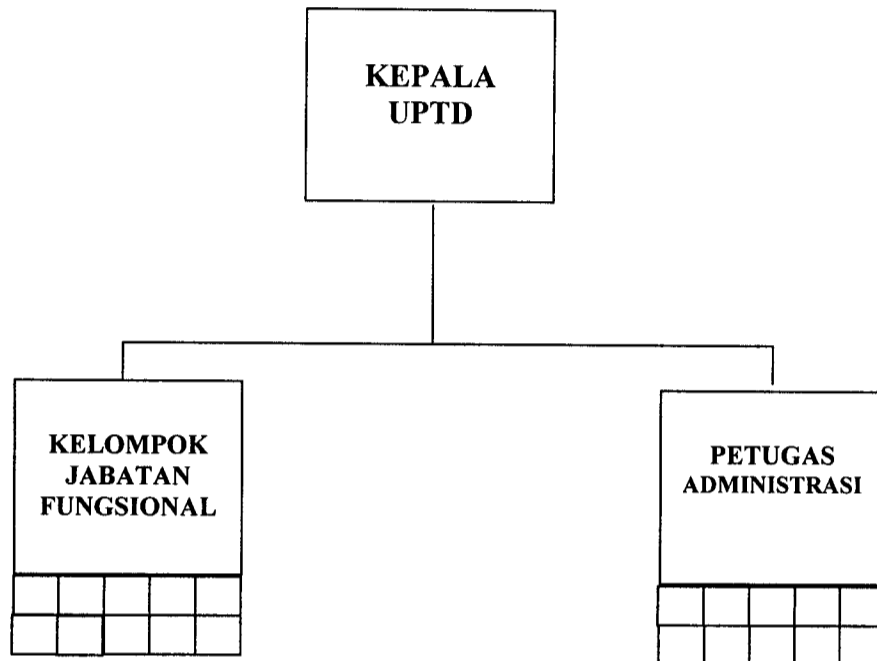 KEPALA
UPTD
KELOMPOK
JABATAN
FUNGSIONAL
PETUGAS
ADMINISTRASI